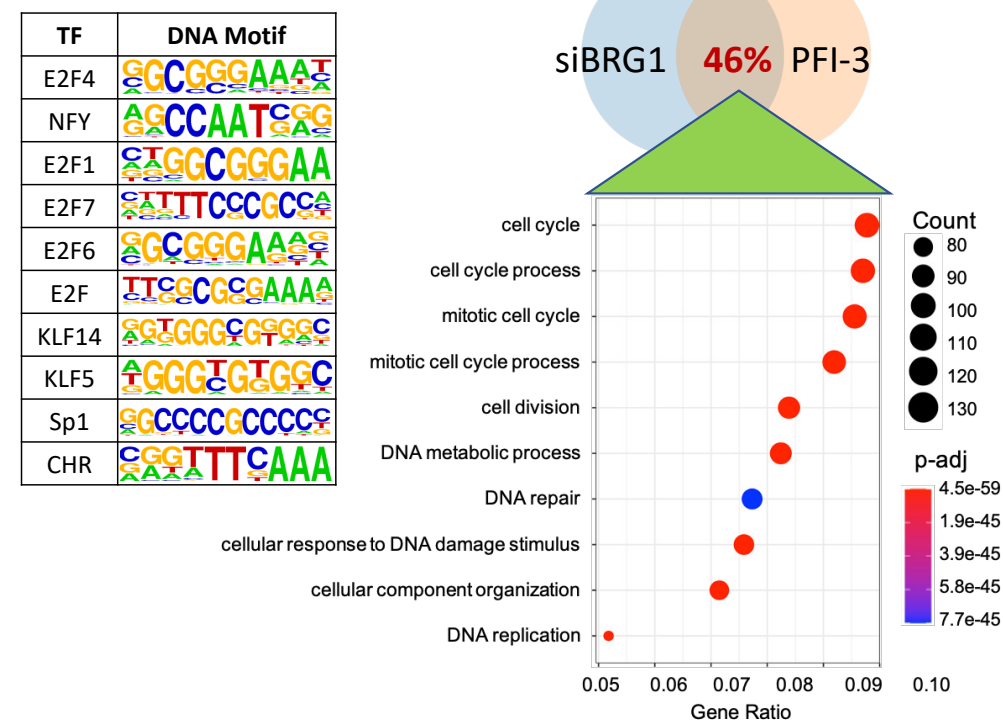 TF DNA Motif
E2F4
NFY
E2F1
E2F7
E2F6
E2F
KLF14
KLF5
Sp1
CHR
siBRG1 46% PFI-3
cell cycle
cell cycle process
mitotic cell cycle
mitotic cell cycle process
cell division
DNA metabolic process
DNA repair
cellular response to DNA damage stimulus
cellular component organization
DNA replication
0.05 0.06 0.07 0.08 0.09 0.10
Gene Ratio
Count
80
90
100
110
120
130
p-adj
4.5e-59
1.9e-45
3.9e-45
5.8e-45
7.7e-45